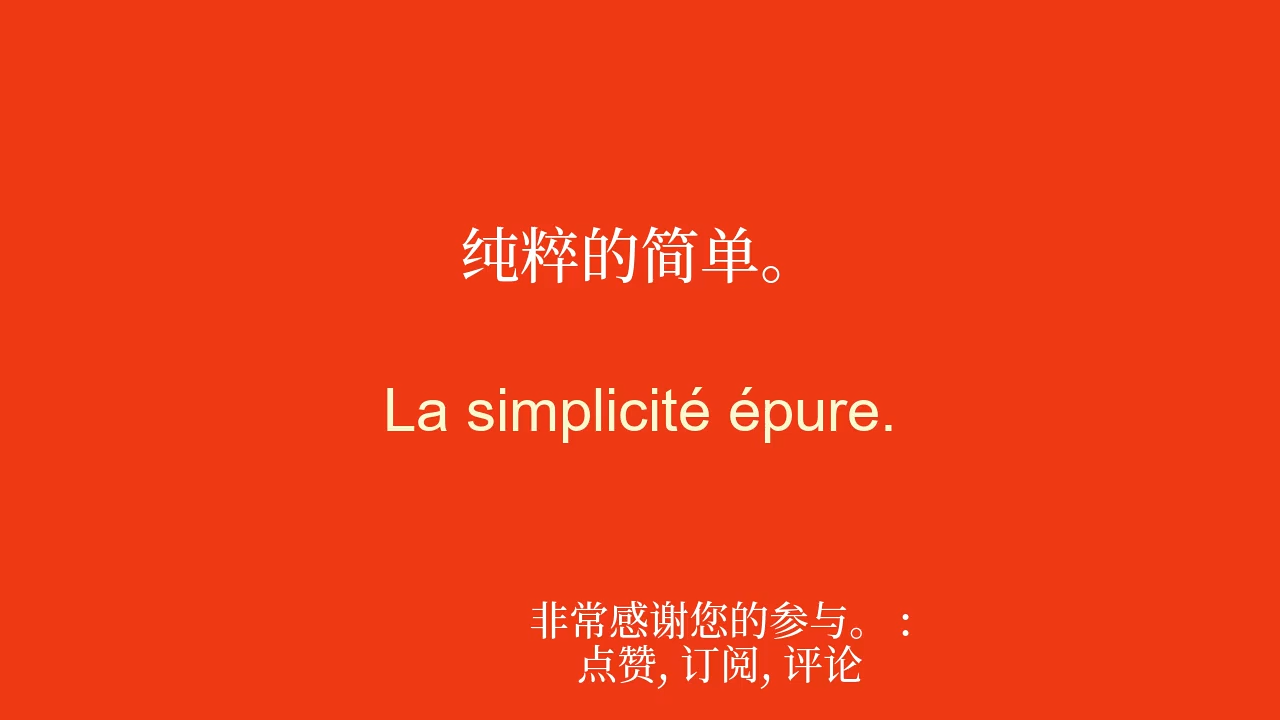 纯粹的简单。
La simplicité épure.
非常感谢您的参与。 :
点赞, 订阅, 评论